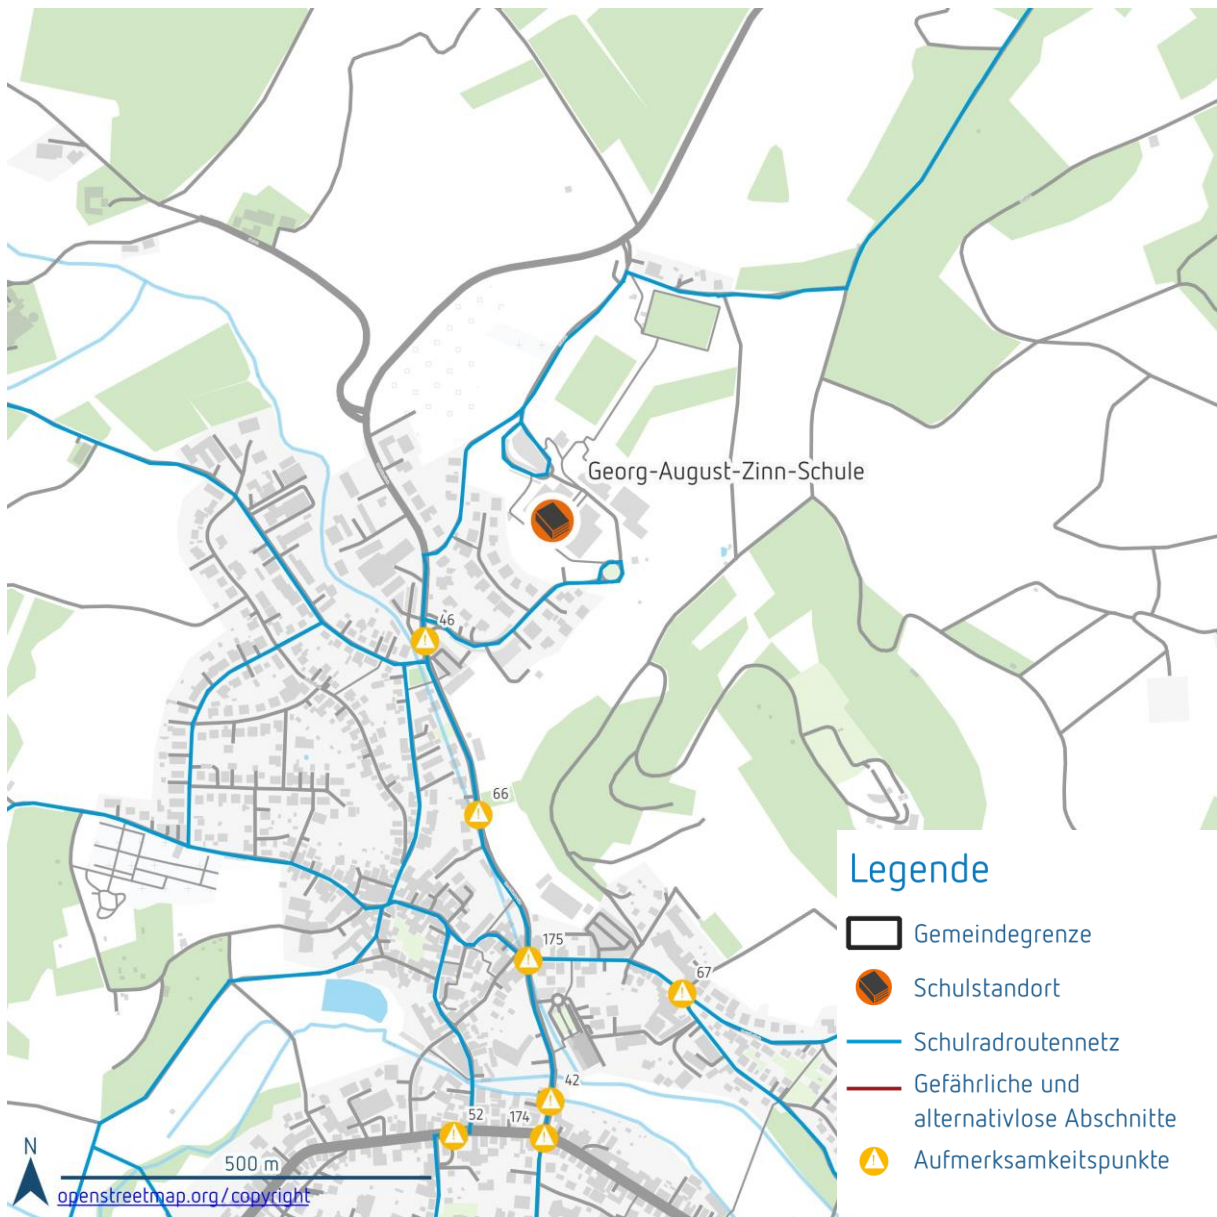 Georg-August-Zinn-Schule
46
66
175
67
42
52
174
Legende
Gemeindegrenze
Schulstandort
Schulradroutennetz
Gefährliche und
alternativlose Abschnitte
Aufmerksamkeitspunkte
N
500 m
openstreetmap.org/copyright